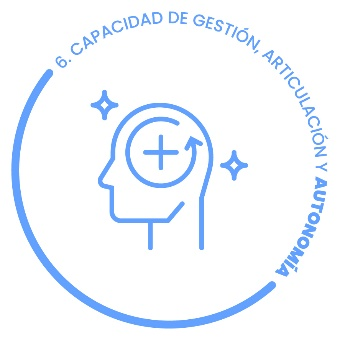 6. CAPACIDAD DE GESTIÓN, ARTICULACIÓN Y AUTONOMÍA